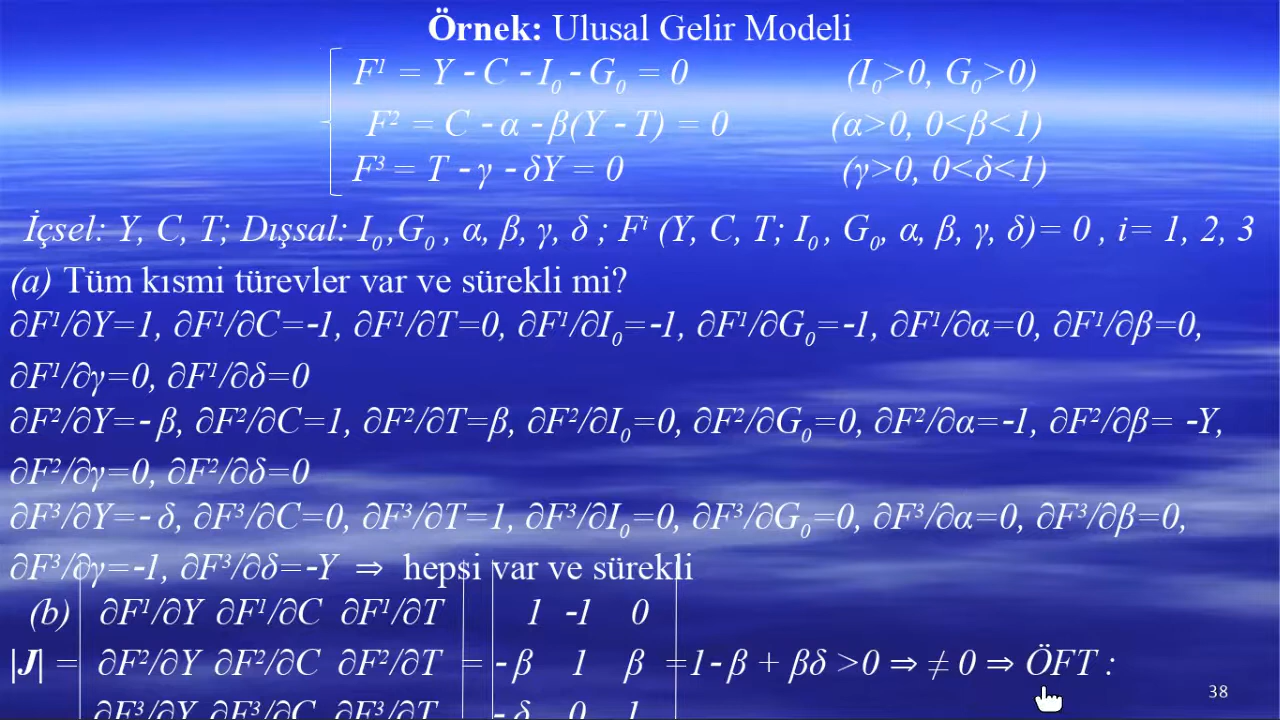 Örnek: Ulusal Gelir Modeli
F¹ = Y - C - I₀ - G₀ = 0 (I₀>0, G₀>0)
F² = C - α - β(Y - T) = 0 (α>0, 0<β<1)
F³ = T - γ - δY = 0 (γ>0, 0<δ<1)
İçsel: Y, C, T; Dışsal: I₀ ,G₀ , α, β, γ, δ ; Fⁱ (Y, C, T; I₀ , G₀, α, β, γ, δ)= 0 , i= 1, 2, 3
(a) Tüm kısmi türevler var ve sürekli mi?
∂F¹/∂Y=1, ∂F¹/∂C=-1, ∂F¹/∂T=0, ∂F¹/∂I₀=-1, ∂F¹/∂G₀=-1, ∂F¹/∂α=0, ∂F¹/∂β=0,
∂F¹/∂γ=0, ∂F¹/∂δ=0
∂F²/∂Y=- β, ∂F²/∂C=1, ∂F²/∂T=β, ∂F²/∂I₀=0, ∂F²/∂G₀=0, ∂F²/∂α=-1, ∂F²/∂β= -Y,
∂F²/∂γ=0, ∂F²/∂δ=0
∂F³/∂Y=- δ, ∂F³/∂C=0, ∂F³/∂T=1, ∂F³/∂I₀=0, ∂F³/∂G₀=0, ∂F³/∂α=0, ∂F³/∂β=0,
∂F³/∂γ=-1, ∂F³/∂δ=-Y ⇒ hepsi var ve sürekli
(b) ∂F¹/∂Y ∂F¹/∂C ∂F¹/∂T 1 -1 0
|J| = ∂F²/∂Y ∂F²/∂C ∂F²/∂T = - β 1 β =1- β + βδ >0 ⇒ ≠ 0 ⇒ ÖFT :
∂F³/∂Y ∂F³/∂C ∂F³/∂T - δ 0 1
38